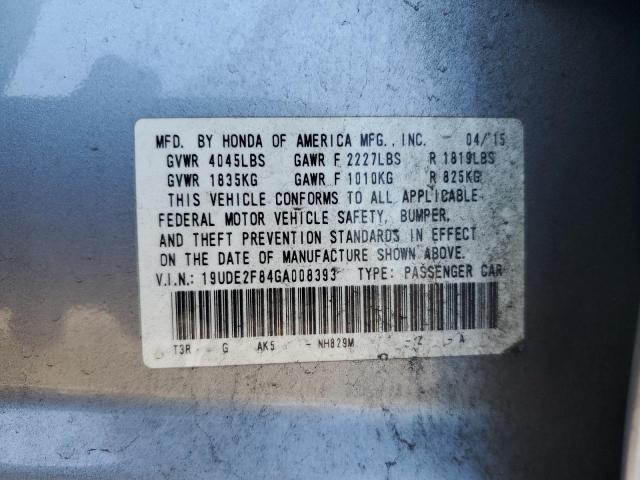 MFD. BY HONDA OF AMERICA MFG., INC. 04/'15
GVWR 4045LBS GAWR F 2227LBS R 1819LBS
GVWR 1835KG GAWR F 1010KG R 825KG
THIS VEHICLE CONFORMS TO ALL APPLICABLE
FEDERAL MOTOR VEHICLE SAFETY, BUMPER,
AND THEFT PREVENTION STANDARDS IN EFFECT
ON THE DATE OF MANUFACTURE SHOWN ABOVE.
V.I.N.: 19UDE2F84GA008393 TYPE: PASSENGER CAR
T3R G AK5 - NH829M - Z - A